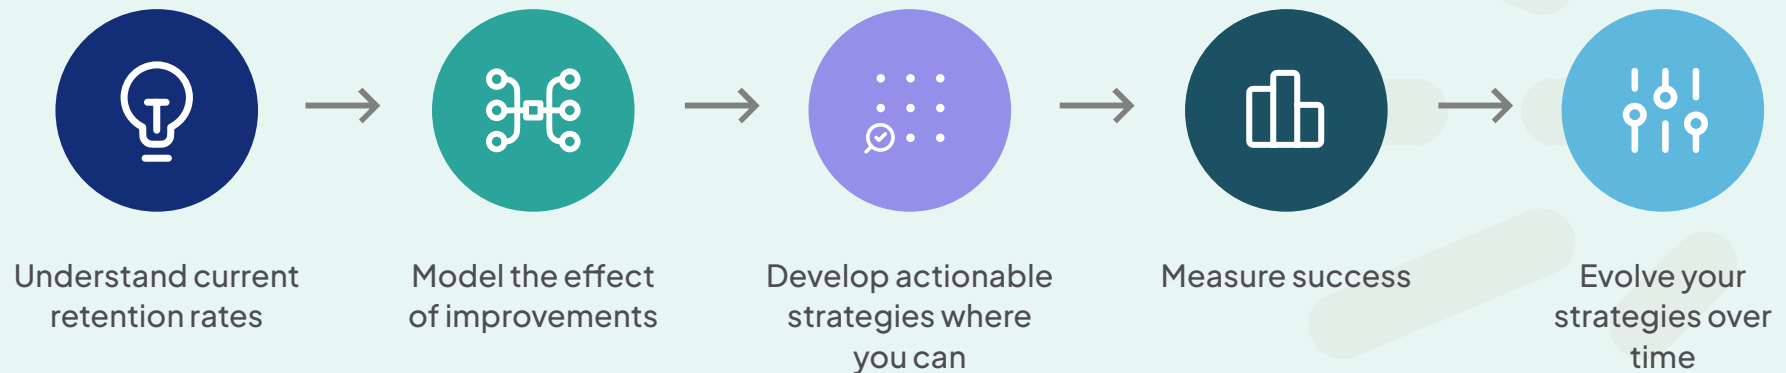 Understand current
retention rates
Model the effect
of improvements
Develop actionable
strategies where
you can
Measure success
Evolve your
strategies over
time